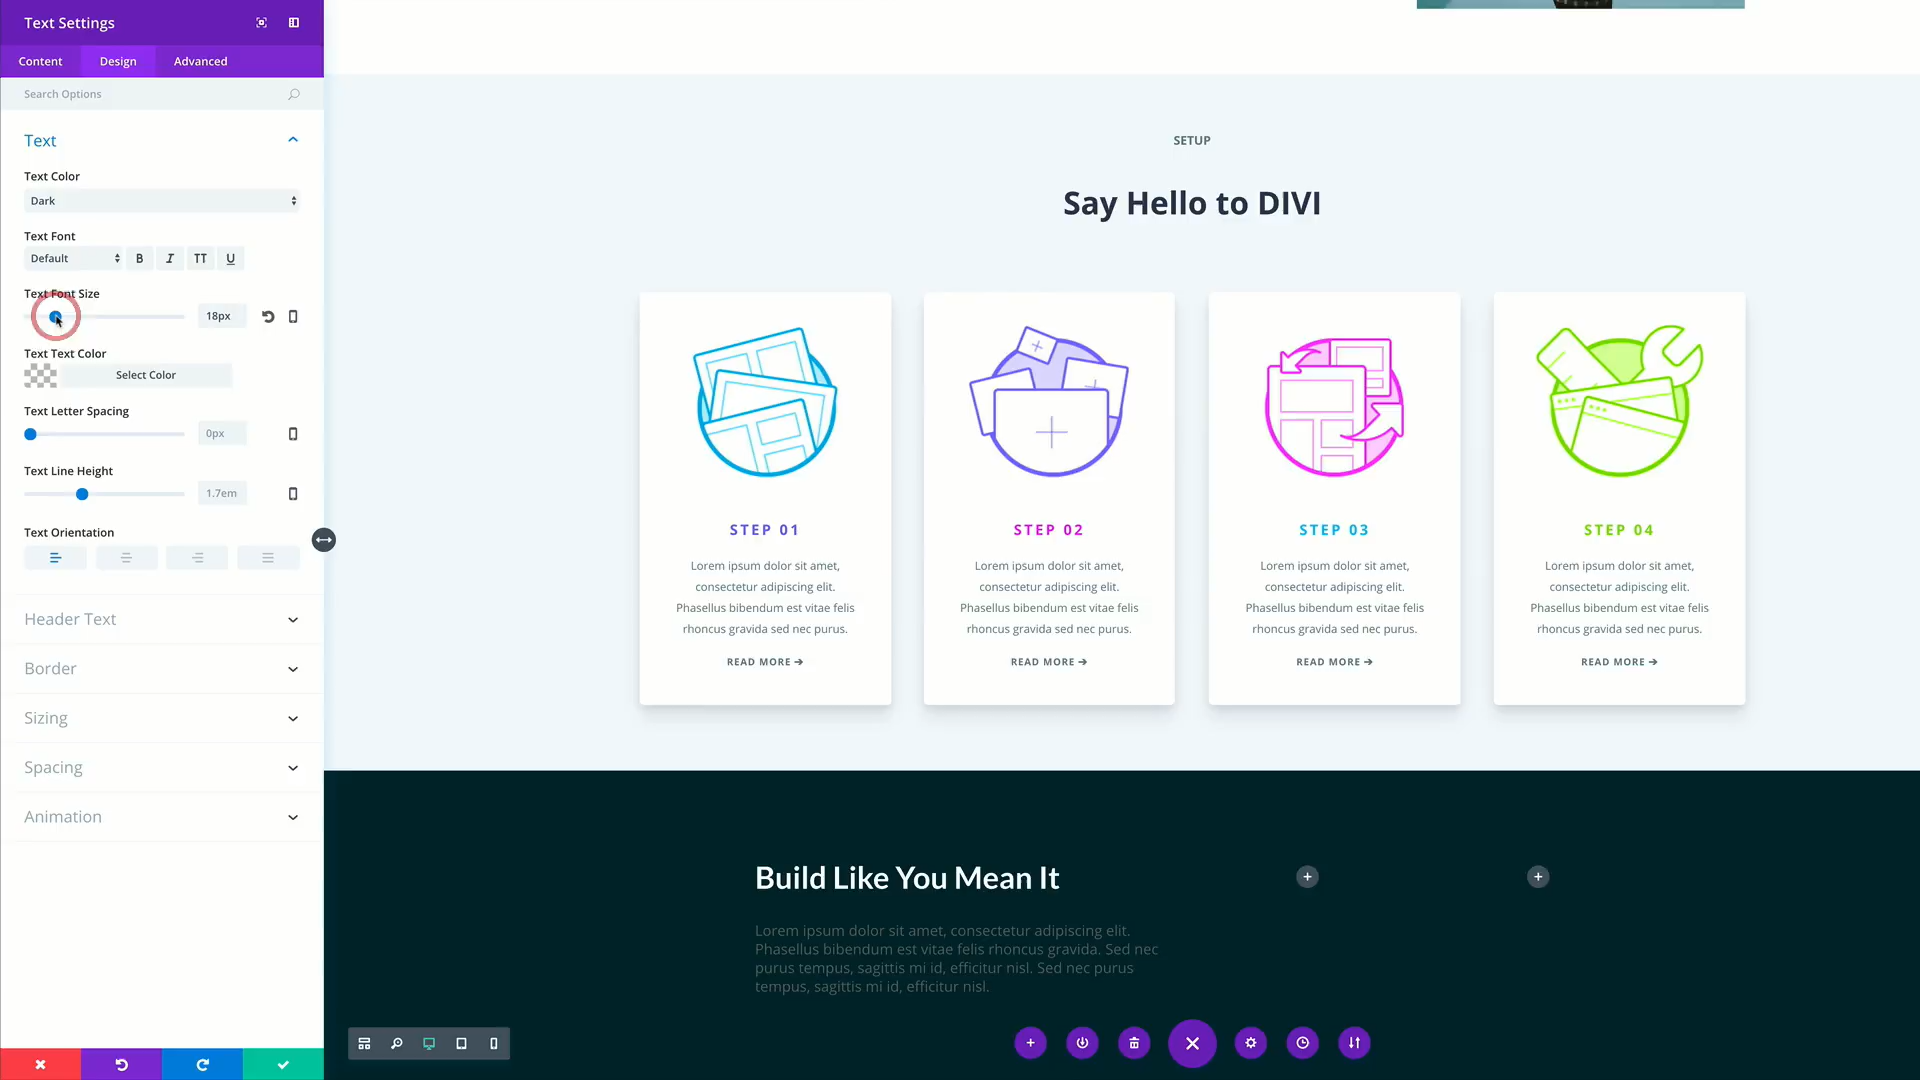 Text Settings
Content Design Advanced
Search Options
Text
Text Color
Dark
Text Font
Default B I TT U
Text Font Size
18px
Text Text Color
Select Color
Text Letter Spacing
0px
Text Line Height
1.7em
Text Orientation
Header Text
Border
Sizing
Spacing
Animation
SETUP
Say Hello to DIVI
STEP 01
Lorem ipsum dolor sit amet,
consectetur adipiscing elit.
Phasellus bibendum est vitae felis
rhoncus gravida sed nec purus.
READ MORE →
STEP 02
Lorem ipsum dolor sit amet,
consectetur adipiscing elit.
Phasellus bibendum est vitae felis
rhoncus gravida sed nec purus.
READ MORE →
STEP 03
Lorem ipsum dolor sit amet,
consectetur adipiscing elit.
Phasellus bibendum est vitae felis
rhoncus gravida sed nec purus.
READ MORE →
STEP 04
Lorem ipsum dolor sit amet,
consectetur adipiscing elit.
Phasellus bibendum est vitae felis
rhoncus gravida sed nec purus.
READ MORE →
Build Like You Mean It
Lorem ipsum dolor sit amet, consectetur adipiscing elit.
Phasellus bibendum est vitae felis rhoncus gravida. Sed nec
purus tempus, sagittis mi id, efficitur nisl. Sed nec purus
tempus, sagittis mi id, efficitur nisl.